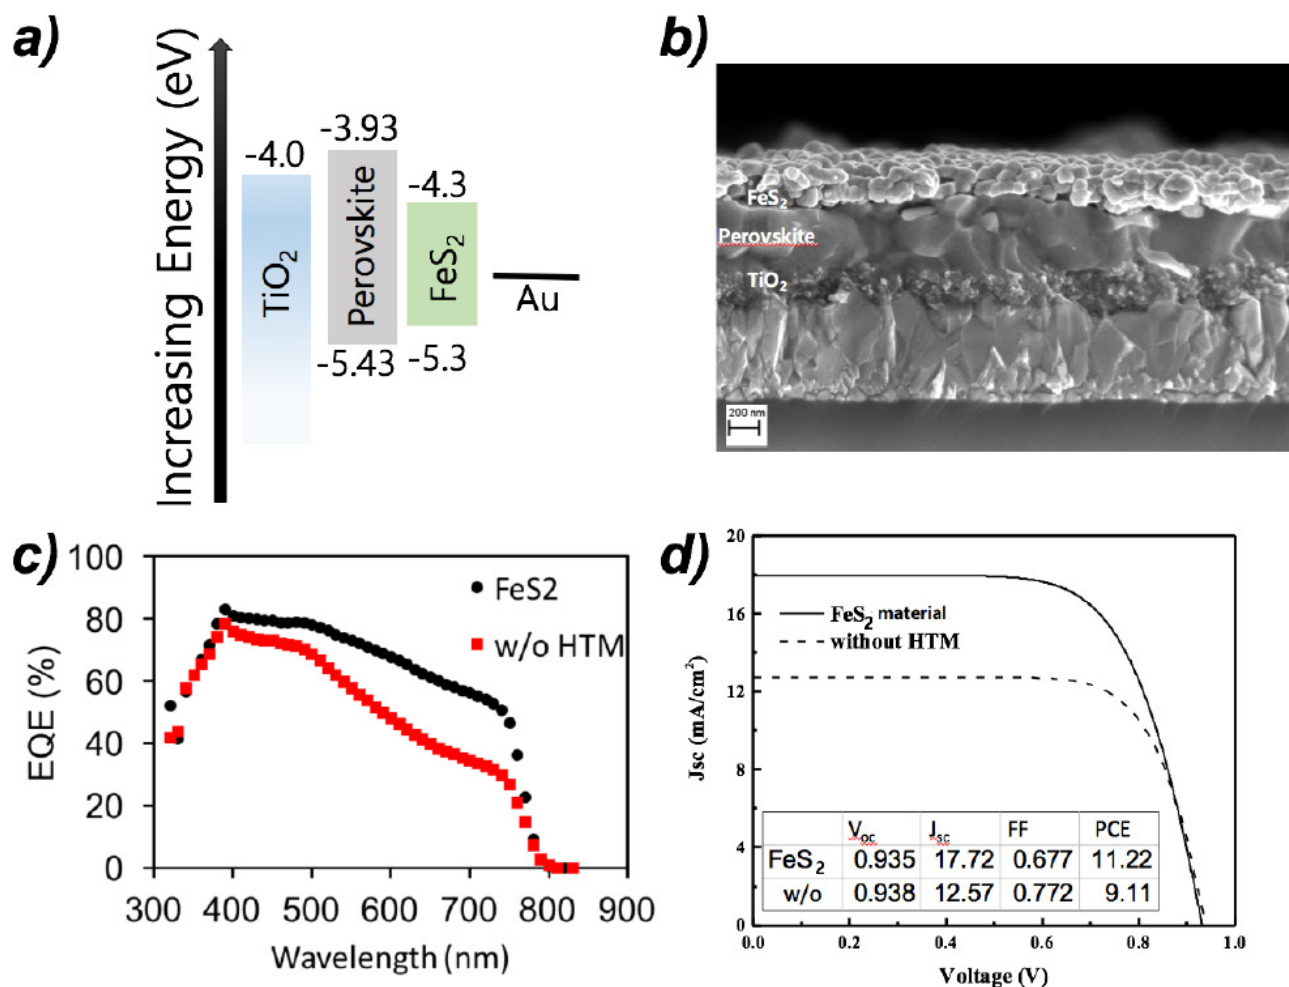 a)
Increasing Energy (eV)
-4.0
TiO₂
-3.93
Perovskite
-5.43
-4.3
FeS₂
-5.3
Au
b)
FeS₂
Perovskite
TiO₂
200 nm
c)
EQE (%)
100
80
60
40
20
0
300 400 500 600 700 800 900
Wavelength (nm)
FeS2
w/o HTM
d)
Jsc (mA/cm²)
20
16
12
8
4
0
0.0 0.2 0.4 0.6 0.8 1.0
Voltage (V)
FeS₂ material
without HTM
Voc Jsc FF PCE
FeS₂ 0.935 17.72 0.677 11.22
w/o 0.938 12.57 0.772 9.11